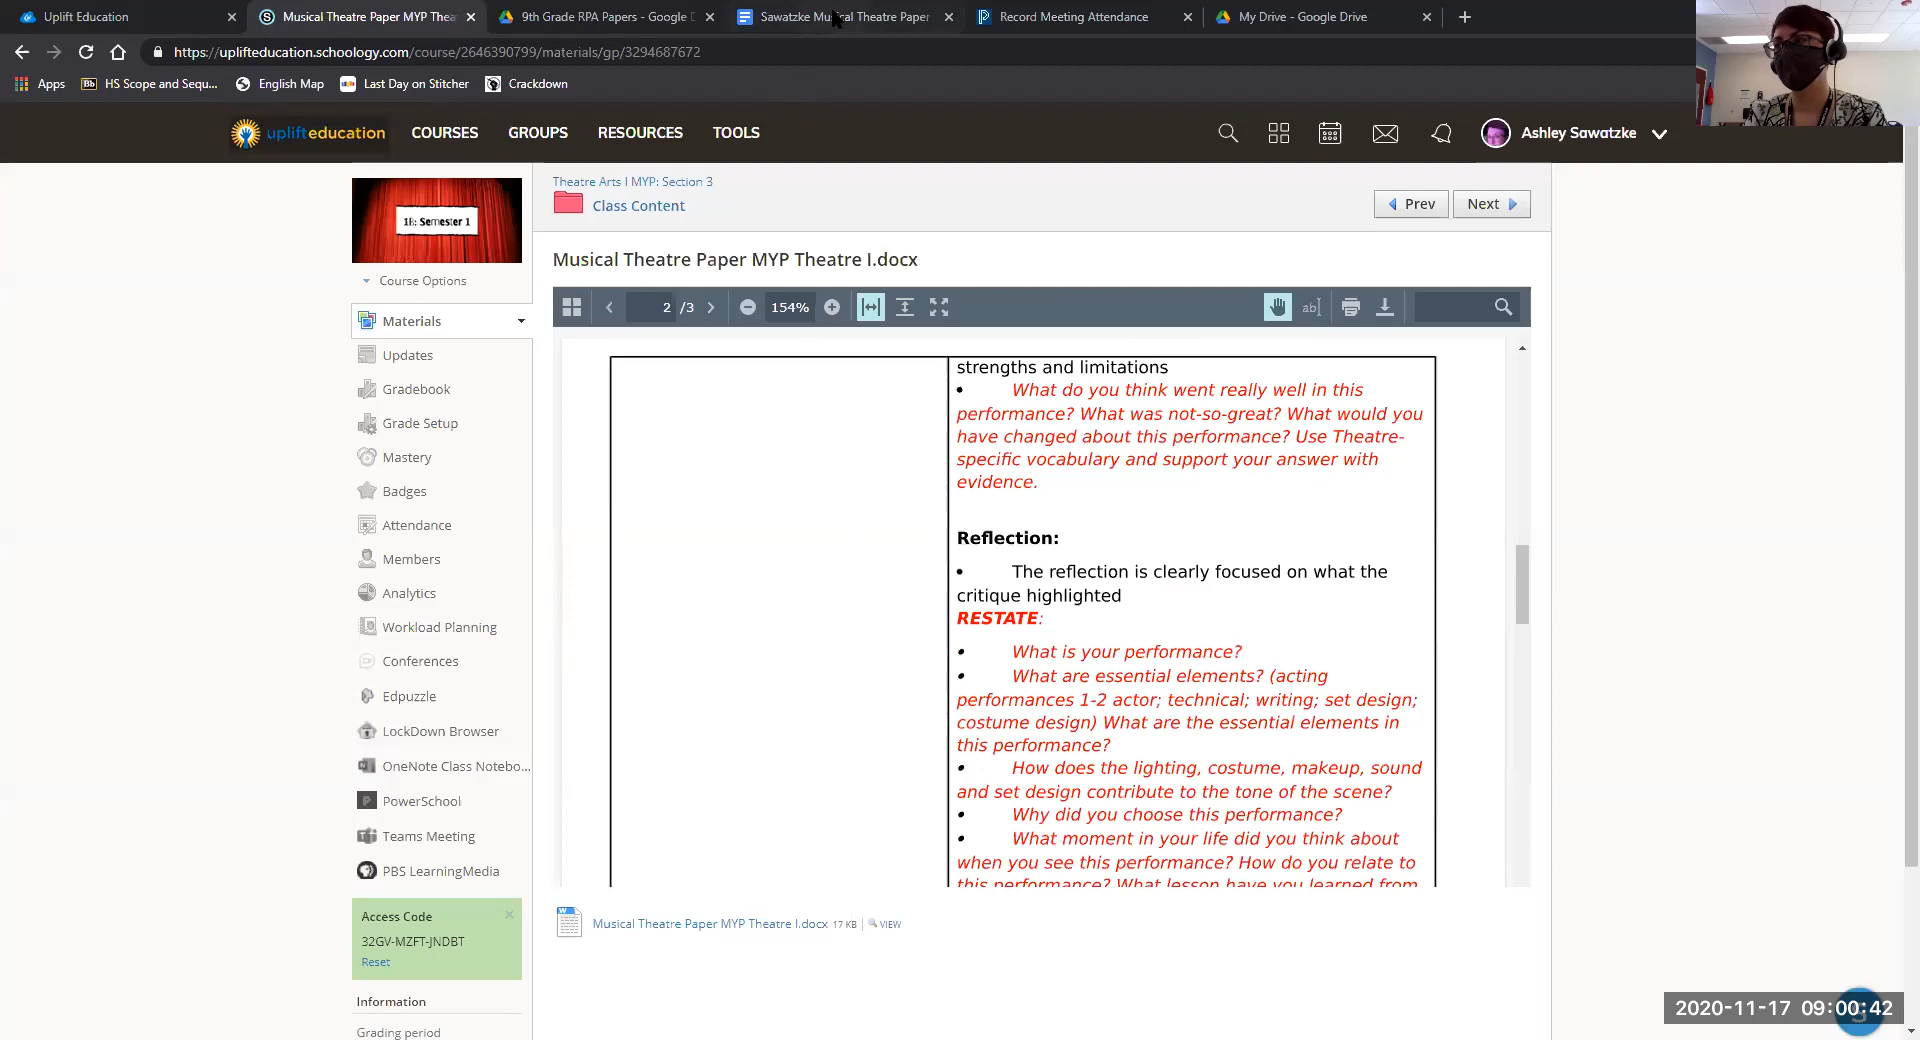 Uplift Education
Musical Theatre Paper MYP Thea
9th Grade RPA Papers - Google D
Sawatzke Musical Theatre Paper
Record Meeting Attendance
My Drive - Google Drive
https://uplifteducation.schoology.com/course/2646390799/materials/gp/3294687672
Apps
Bb HS Scope and Sequ...
English Map
Last Day on Stitcher
Crackdown
uplifteducation
COURSES
GROUPS
RESOURCES
TOOLS
Ashley Sawatzke
1B: Semester 1
Course Options
Materials
Updates
Gradebook
Grade Setup
Mastery
Badges
Attendance
Members
Analytics
Workload Planning
Conferences
Edpuzzle
LockDown Browser
OneNote Class Notebo...
PowerSchool
Teams Meeting
PBS LearningMedia
Access Code
32GV-MZFT-JNDBT
Reset
Information
Grading period
Theatre Arts I MYP: Section 3
Class Content
Prev
Next
Musical Theatre Paper MYP Theatre I.docx
2 /3
154%
strengths and limitations
• What do you think went really well in this
performance? What was not-so-great? What would you
have changed about this performance? Use Theatre-
specific vocabulary and support your answer with
evidence.
Reflection:
• The reflection is clearly focused on what the
critique highlighted
RESTATE:
• What is your performance?
• What are essential elements? (acting
performances 1-2 actor; technical; writing; set design;
costume design) What are the essential elements in
this performance?
• How does the lighting, costume, makeup, sound
and set design contribute to the tone of the scene?
• Why did you choose this performance?
• What moment in your life did you think about
when you see this performance? How do you relate to
this performance? What lesson have you learned from
Musical Theatre Paper MYP Theatre I.docx 17 KB VIEW
2020-11-17 09:00:42